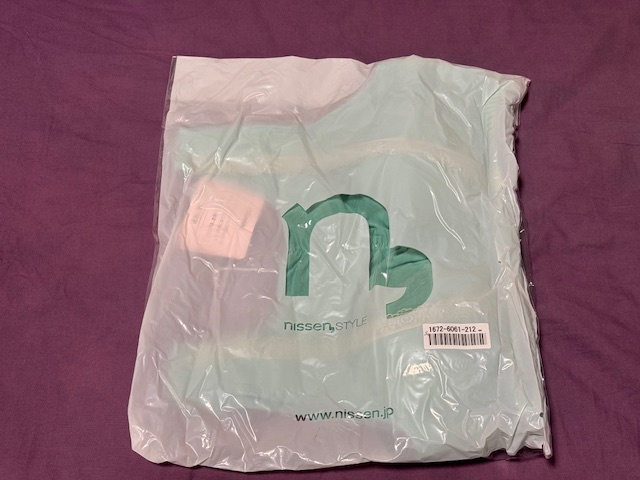 n,
nissen, STYLE
1672-6061-212
www.nissen.jp